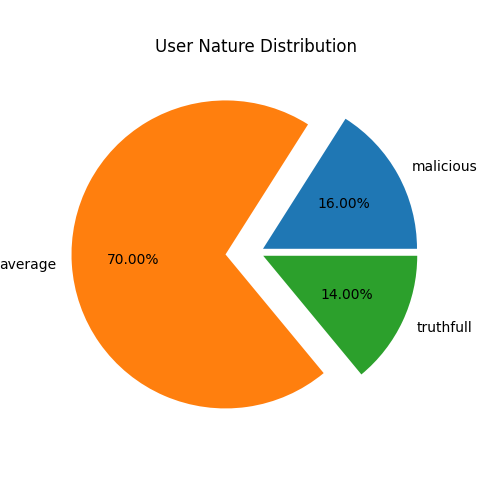 User Nature Distribution
malicious
16.00%
70.00%
average
14.00%
truthfull